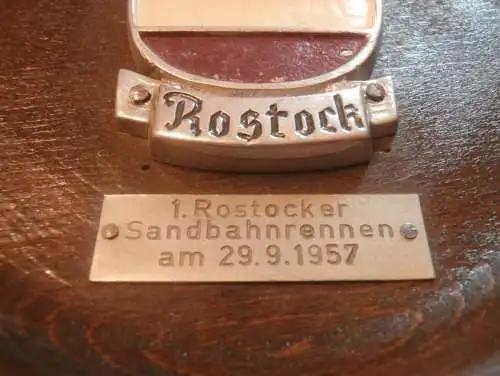 Rostock
1. Rostocker
Sandbahnrennen
am 29.9.1957